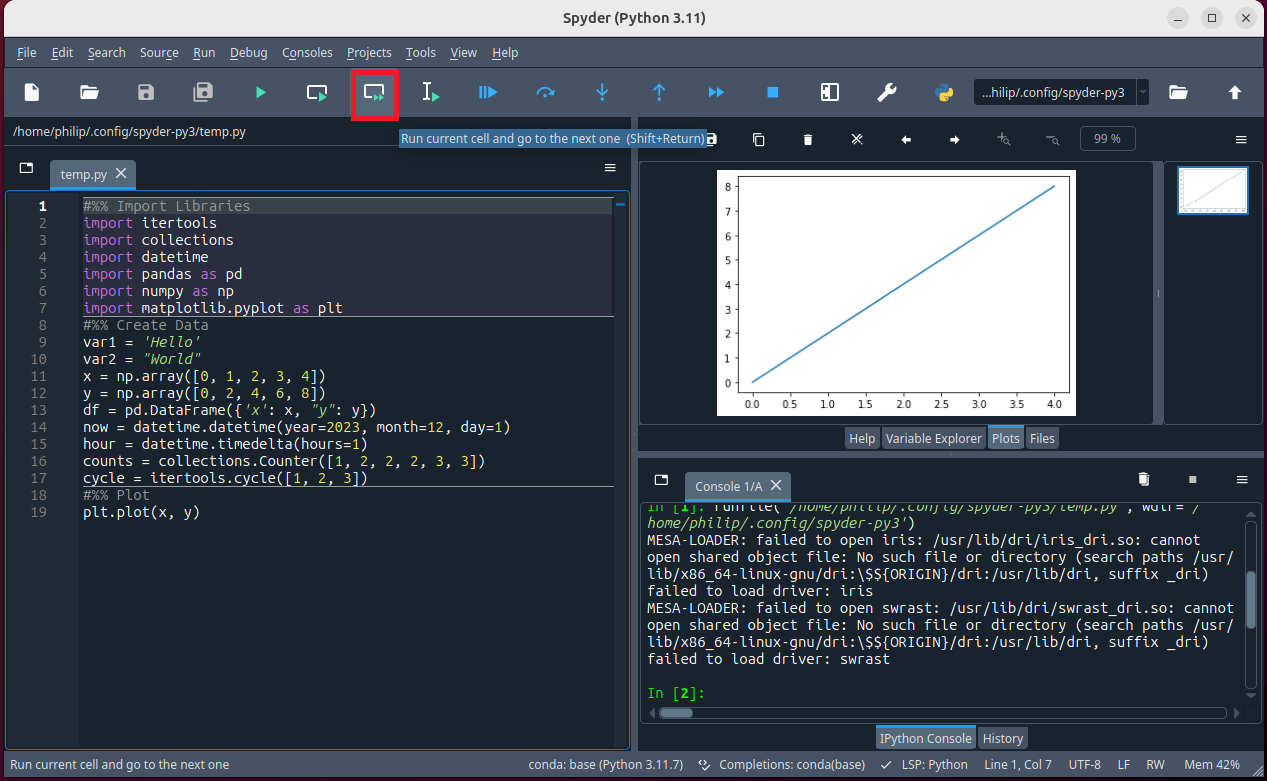 Spyder (Python 3.11)
File Edit Search Source Run Debug Consoles Projects Tools View Help
...hilip/.config/spyder-py3
/home/philip/.config/spyder-py3/temp.py
Run current cell and go to the next one (Shift+Return)
99 %
temp.py
1 #%% Import Libraries
2 import itertools
3 import collections
4 import datetime
5 import pandas as pd
6 import numpy as np
7 import matplotlib.pyplot as plt
8 #%% Create Data
9 var1 = 'Hello'
10 var2 = "World"
11 x = np.array([0, 1, 2, 3, 4])
12 y = np.array([0, 2, 4, 6, 8])
13 df = pd.DataFrame({'x': x, "y": y})
14 now = datetime.datetime(year=2023, month=12, day=1)
15 hour = datetime.timedelta(hours=1)
16 counts = collections.Counter([1, 2, 2, 2, 3, 3])
17 cycle = itertools.cycle([1, 2, 3])
18 #%% Plot
19 plt.plot(x, y)
8
7
6
5
4
3
2
1
0
0.0 0.5 1.0 1.5 2.0 2.5 3.0 3.5 4.0
Help Variable Explorer Plots Files
Console 1/A
In [1]: runfile('/home/philip/.config/spyder-py3/temp.py', wdir='/
home/philip/.config/spyder-py3')
MESA-LOADER: failed to open iris: /usr/lib/dri/iris_dri.so: cannot
open shared object file: No such file or directory (search paths /usr/
lib/x86_64-linux-gnu/dri:\$${ORIGIN}/dri:/usr/lib/dri, suffix _dri)
failed to load driver: iris
MESA-LOADER: failed to open swrast: /usr/lib/dri/swrast_dri.so: cannot
open shared object file: No such file or directory (search paths /usr/
lib/x86_64-linux-gnu/dri:\$${ORIGIN}/dri:/usr/lib/dri, suffix _dri)
failed to load driver: swrast
In [2]:
IPython Console History
Run current cell and go to the next one
conda: base (Python 3.11.7) Completions: conda(base) LSP: Python Line 1, Col 7 UTF-8 LF RW Mem 42%